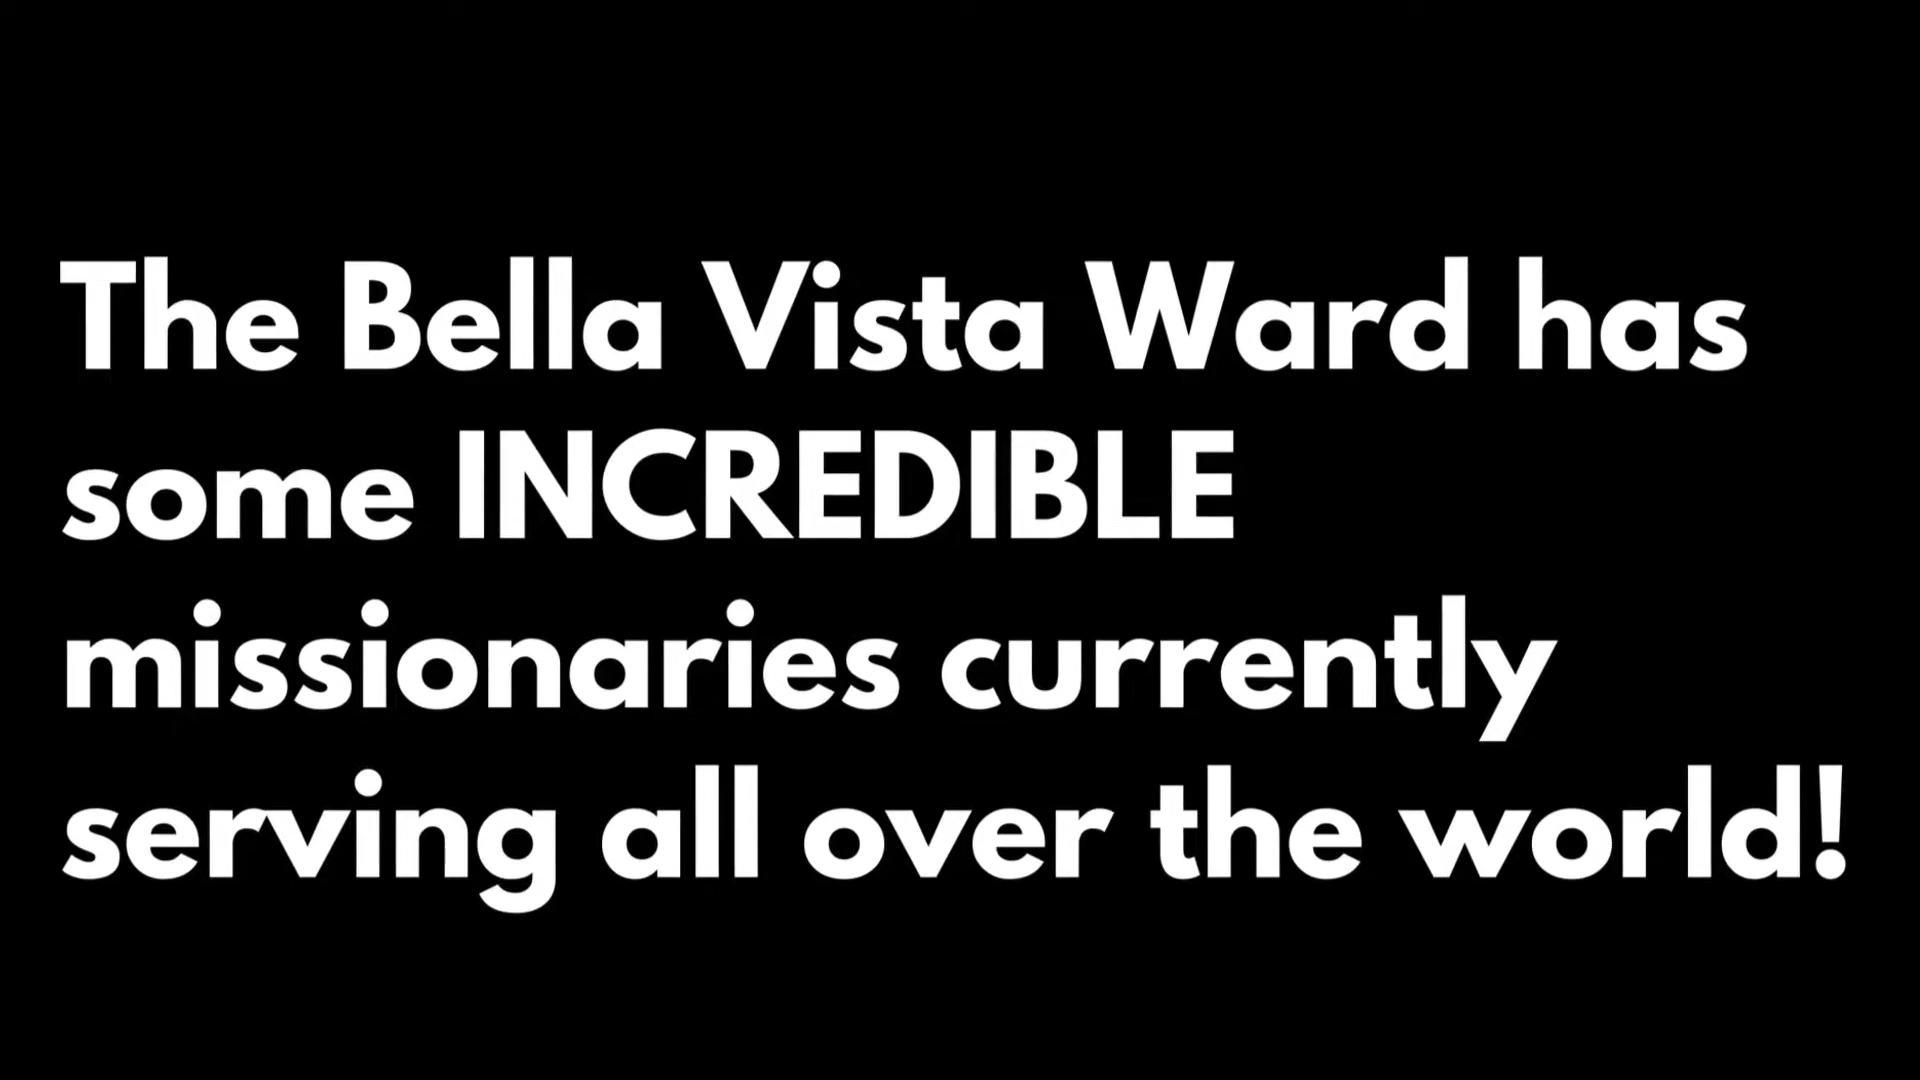 The Bella Vista Ward has
some INCREDIBLE
missionaries currently
serving all over the world!